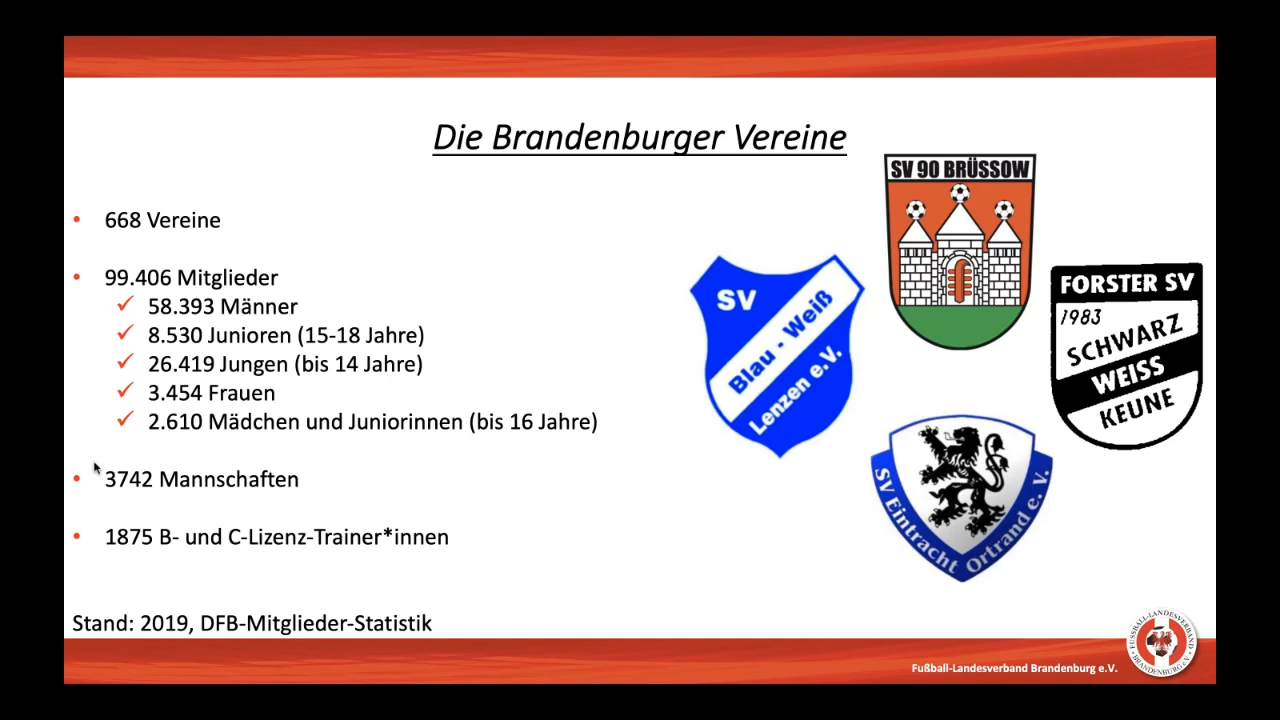 Die Brandenburger Vereine
• 668 Vereine
• 99.406 Mitglieder
✓ 58.393 Männer
✓ 8.530 Junioren (15-18 Jahre)
✓ 26.419 Jungen (bis 14 Jahre)
✓ 3.454 Frauen
✓ 2.610 Mädchen und Juniorinnen (bis 16 Jahre)
• 3742 Mannschaften
• 1875 B- und C-Lizenz-Trainer*innen
Stand: 2019, DFB-Mitglieder-Statistik
SV 90 BRÜSSOW
SV
Blau - Weiß
Lenzen e.V.
FORSTER SV
1983
SCHWARZ
WEISS
KEUNE
SV Eintracht Ortrand e. V.
Fußball-Landesverband Brandenburg e.V.
FUSSBALL-LANDESVERBAND
BRANDENBURG e.V.